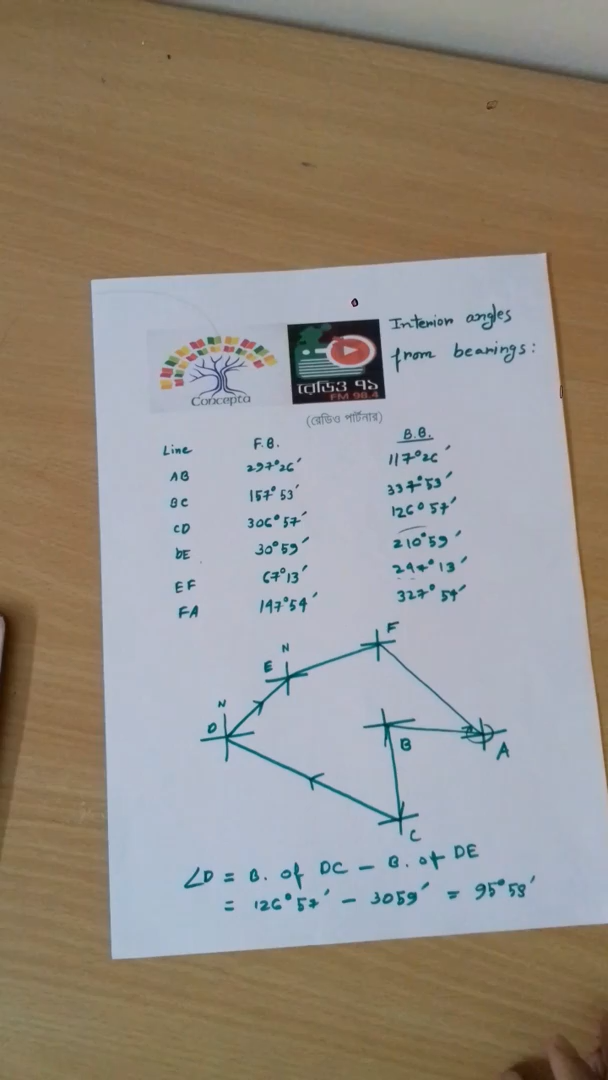 Interior angles
from bearings:
Concepta
রেডিও ৭১
FM 98.4
(রেডিও পার্টনার)
Line F.B. B.B.
AB 297°26′ 117°26′
BC 157°53′ 337°53′
CD 306°57′ 126°57′
DE 30°59′ 210°59′
EF 67°13′ 247°13′
FA 147°54′ 327°54′
F
N
E
N
D
B
A
C
∠D = B. of DC – B. of DE
= 126°57′ – 3059′ = 95°58′